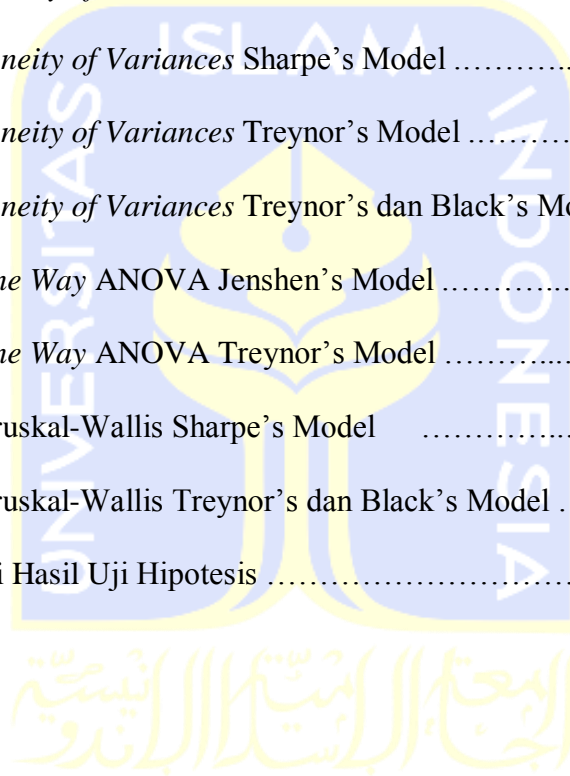 neity of Variances Sharpe's Model …………..
neity of Variances Treynor's Model …………
neity of Variances Treynor's dan Black's Mo
ne Way ANOVA Jenshen's Model …………...
ne Way ANOVA Treynor's Model …………...
ruskal-Wallis Sharpe's Model …………...
ruskal-Wallis Treynor's dan Black's Model .
i Hasil Uji Hipotesis ……………………………
UNIVERSITAS
ISLAM
INDONESIA